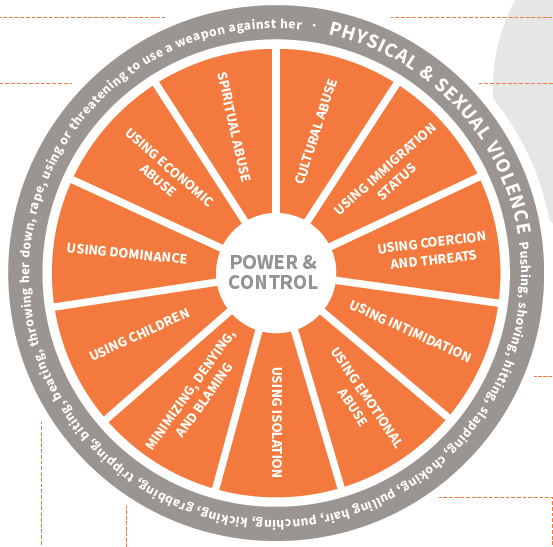 PHYSICAL & SEXUAL VIOLENCE Pushing, shoving, hitting, slapping, choking, pulling hair, punching, kicking, grabbing, tripping, biting, beating, throwing her down, rape, using or threatening to use a weapon against her ·
CULTURAL ABUSE
USING IMMIGRATION
STATUS
USING COERCION
AND THREATS
USING INTIMIDATION
USING EMOTIONAL
ABUSE
USING ISOLATION
MINIMIZING, DENYING,
AND BLAMING
USING CHILDREN
USING DOMINANCE
USING ECONOMIC
ABUSE
SPIRITUAL ABUSE
POWER &
CONTROL